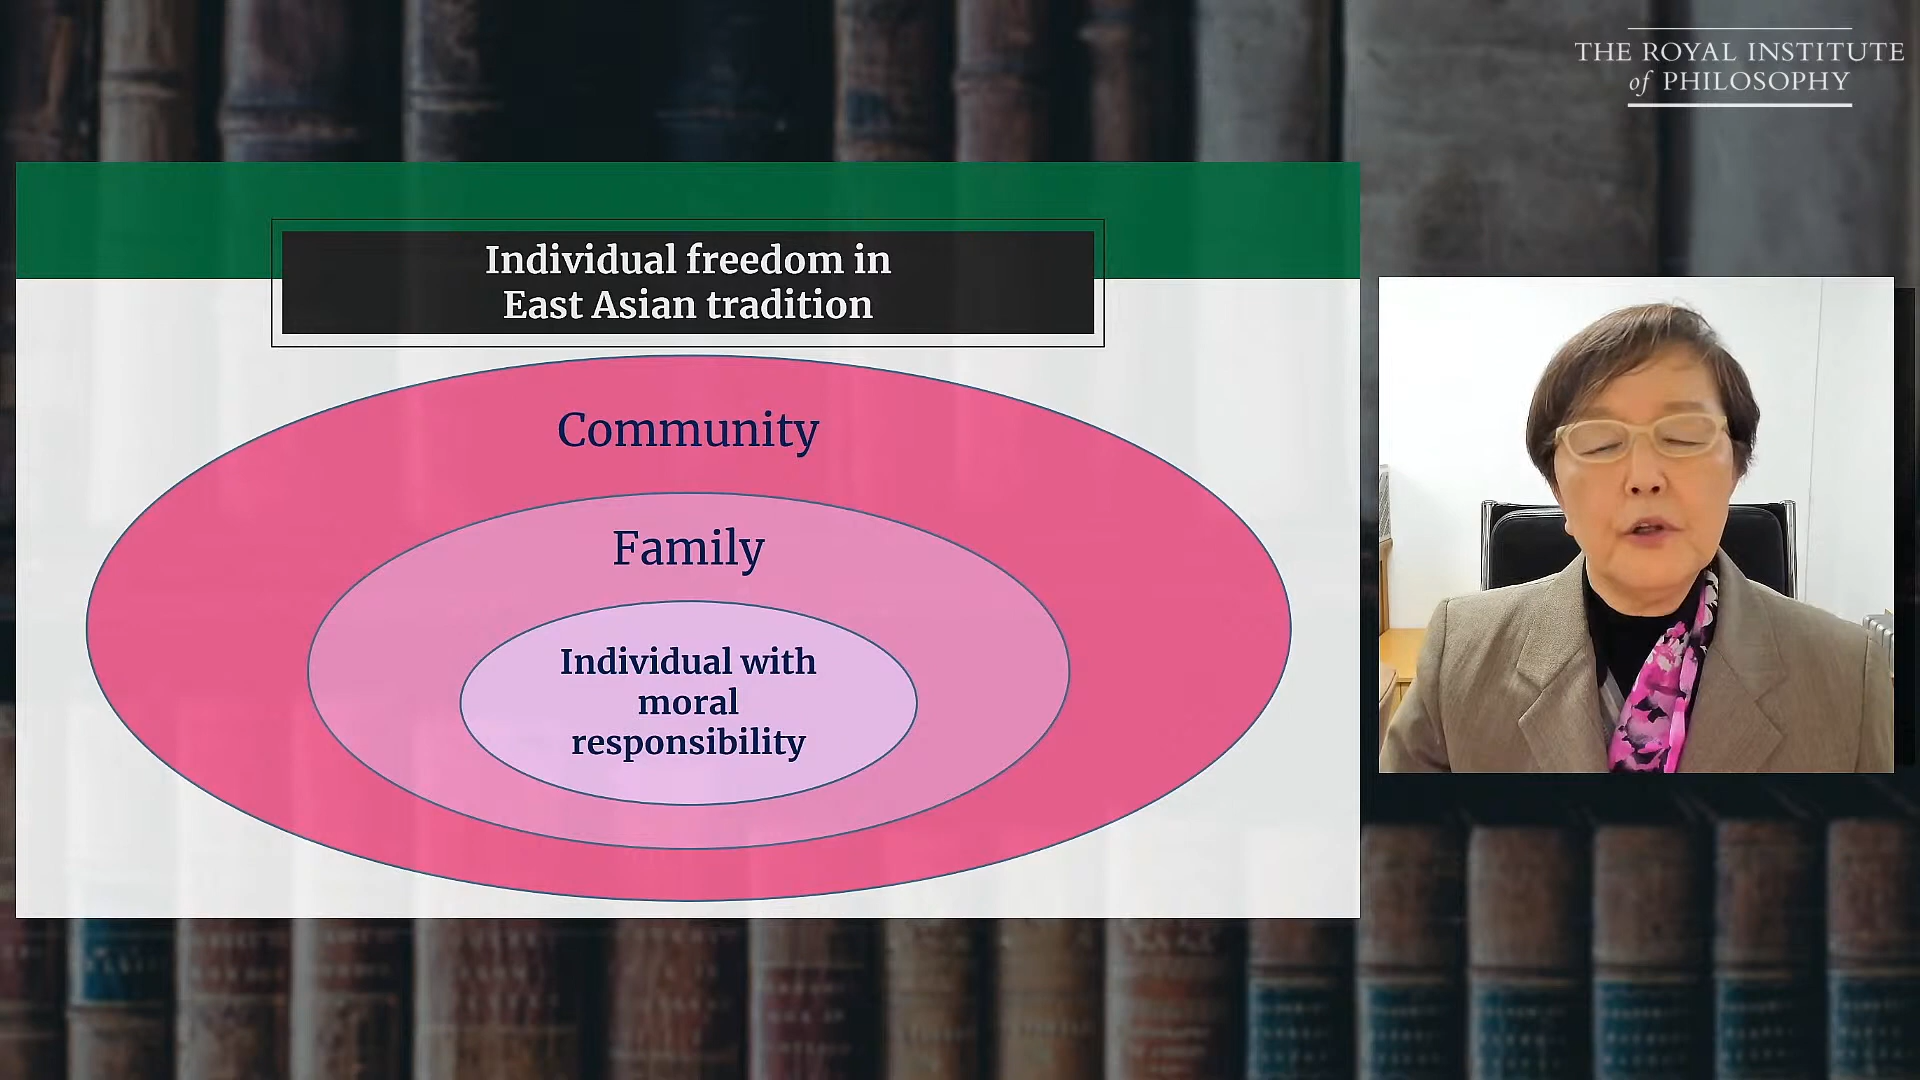 THE ROYAL INSTITUTE
of PHILOSOPHY
Individual freedom in
East Asian tradition
Community
Family
Individual with
moral
responsibility